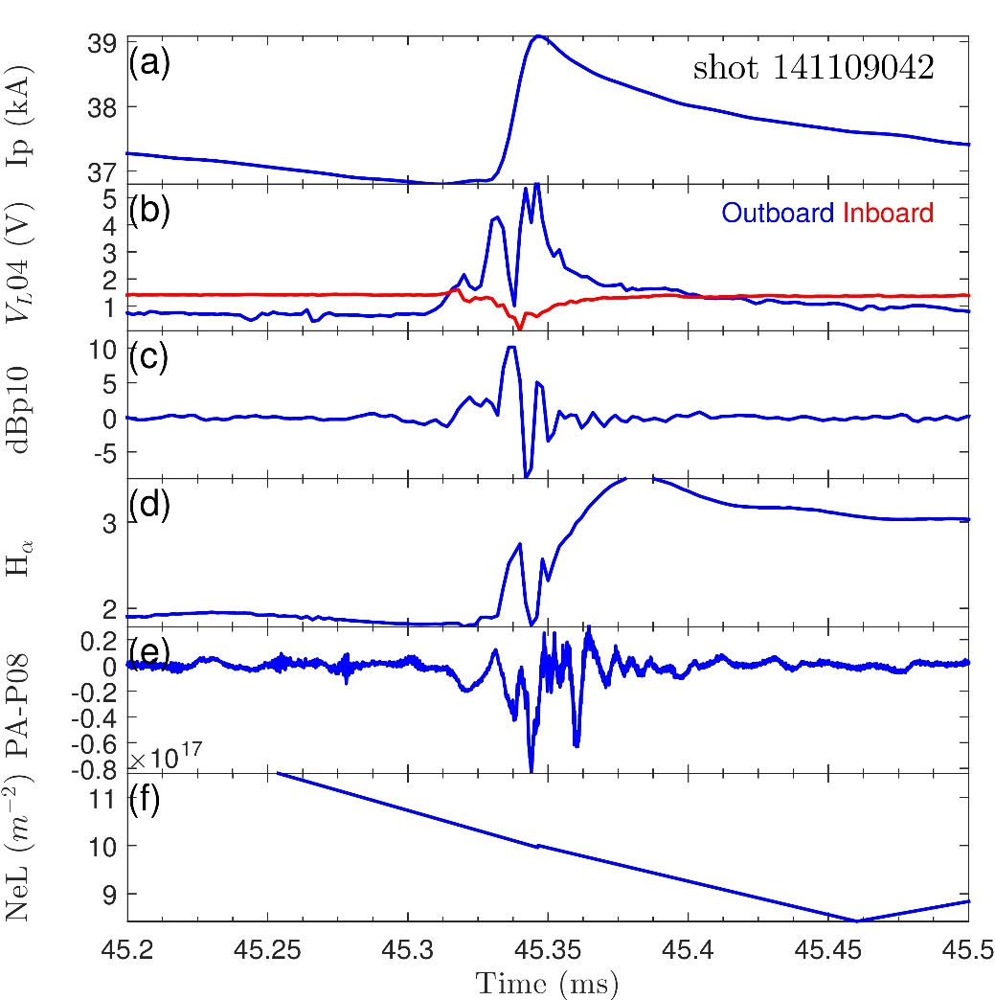 39
38
37
Ip (kA)
(a)
shot 141109042
5
4
3
2
1
V_L04 (V)
(b)
Outboard Inboard
10
5
0
-5
dBp10
(c)
3
2
H_α
(d)
0.2
0
-0.2
-0.4
-0.6
-0.8
PA-P08
(e)
×10^17
11
10
9
NeL (m^−2)
(f)
45.2 45.25 45.3 45.35 45.4 45.45 45.5
Time (ms)